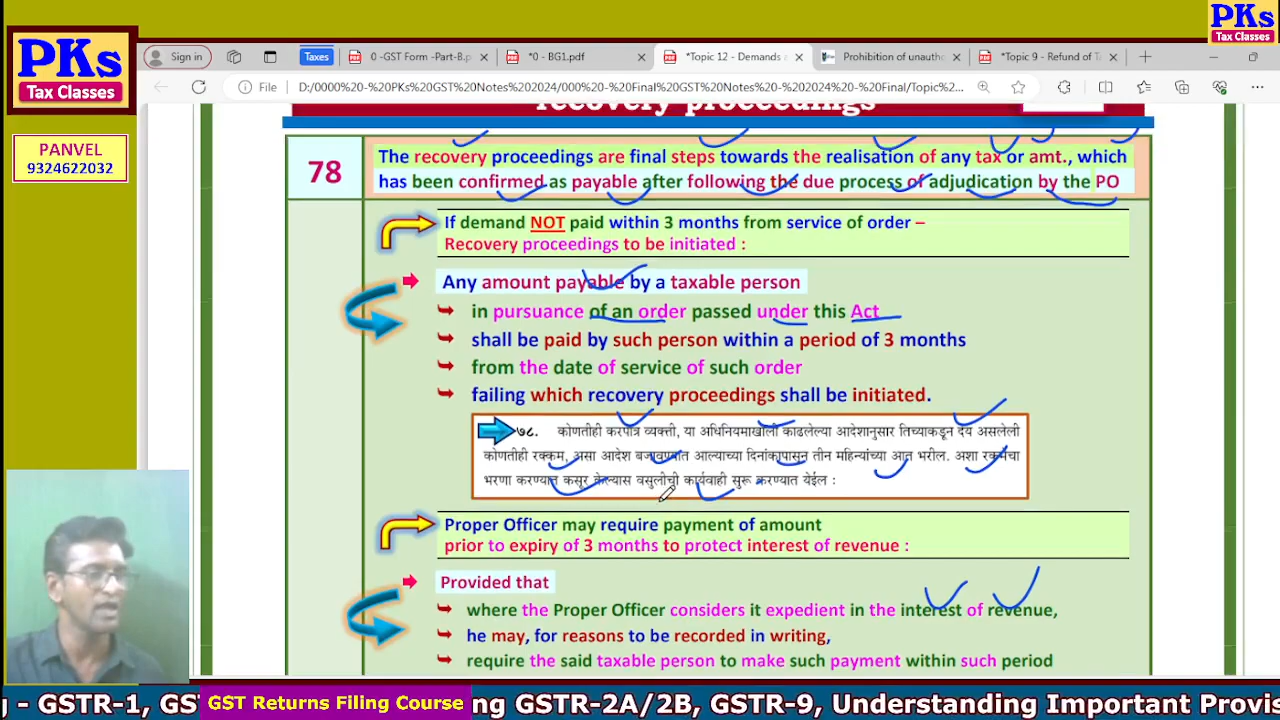 PKs
Tax Classes
PKs
Tax Classes
PANVEL
9324622032
Sign in
Taxes
0 -GST Form -Part-B.p
*0 - BG1.pdf
*Topic 12 - Demands a
Prohibition of unautho
*Topic 9 - Refund of T
File
D:/0000%20-%20PKs%20GST%20Notes%202024/000%20-%20Final%20GST%20Notes%20%202024%20-%20Final/Topic%2...
recovery proceedings
78
The recovery proceedings are final steps towards the realisation of any tax or amt., which
has been confirmed as payable after following the due process of adjudication by the PO
If demand NOT paid within 3 months from service of order –
Recovery proceedings to be initiated :
Any amount payable by a taxable person
in pursuance of an order passed under this Act
shall be paid by such person within a period of 3 months
from the date of service of such order
failing which recovery proceedings shall be initiated.
७८. कोणतीही करपात्र व्यक्ती, या अधिनियमाखाली काढलेल्या आदेशानुसार तिच्याकडून देय असलेली
कोणतीही रक्कम, असा आदेश बजावण्यात आल्याच्या दिनांकापासून तीन महिन्यांच्या आत भरील. अशा रकमेचा
भरणा करण्यात कसूर केल्यास वसुलीची कार्यवाही सुरू करण्यात येईल :
Proper Officer may require payment of amount
prior to expiry of 3 months to protect interest of revenue :
Provided that
where the Proper Officer considers it expedient in the interest of revenue,
he may, for reasons to be recorded in writing,
require the said taxable person to make such payment within such period
g - GSTR-1, GS
GST Returns Filing Course
ng GSTR-2A/2B, GSTR-9, Understanding Important Provis